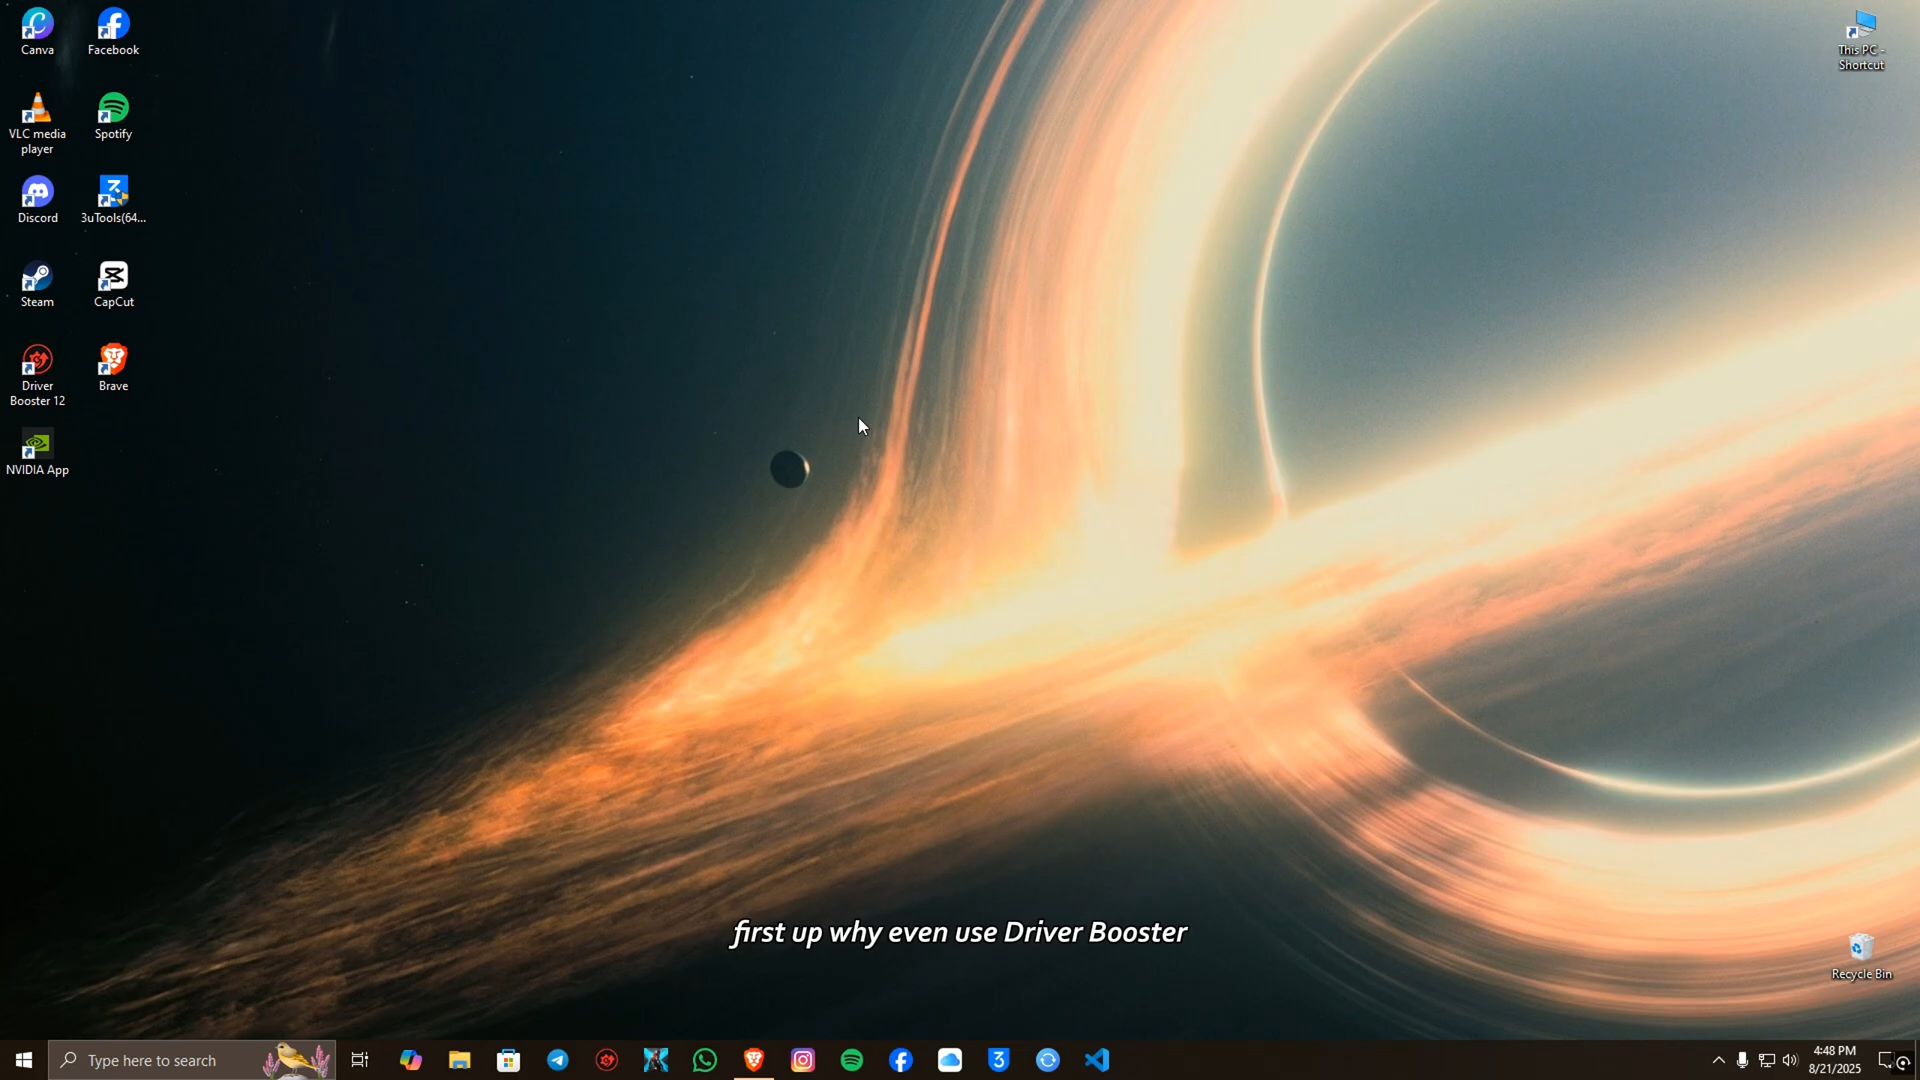 Canva
Facebook
This PC -
Shortcut
VLC media
player
Spotify
Discord
3uTools(64...
Steam
CapCut
Driver
Booster 12
Brave
NVIDIA App
first up why even use Driver Booster
Recycle Bin
Type here to search
4:48 PM
8/21/2025